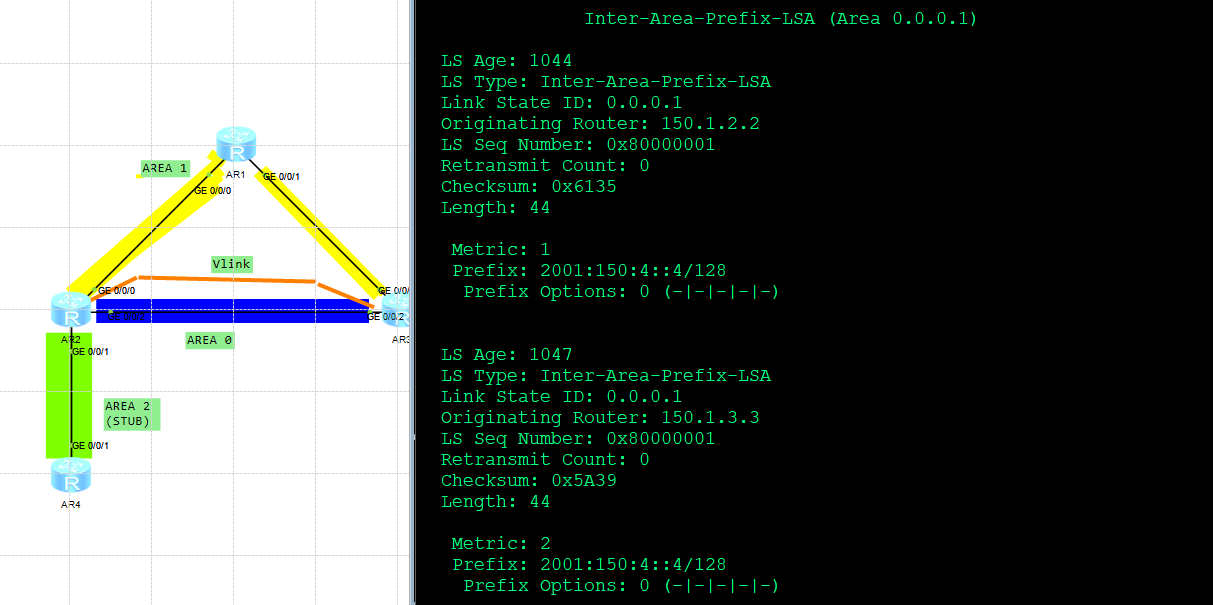 AREA 1
AR1
GE 0/0/1
GE 0/0/0
Vlink
GE 0/0/0
GE 0/0/2
AREA 0
AR2
GE 0/0/1
AREA 2
(STUB)
GE 0/0/1
AR4
Inter-Area-Prefix-LSA (Area 0.0.0.1)
LS Age: 1044
LS Type: Inter-Area-Prefix-LSA
Link State ID: 0.0.0.1
Originating Router: 150.1.2.2
LS Seq Number: 0x80000001
Retransmit Count: 0
Checksum: 0x6135
Length: 44
Metric: 1
Prefix: 2001:150:4::4/128
Prefix Options: 0 (-|-|-|-|-)
LS Age: 1047
LS Type: Inter-Area-Prefix-LSA
Link State ID: 0.0.0.1
Originating Router: 150.1.3.3
LS Seq Number: 0x80000001
Retransmit Count: 0
Checksum: 0x5A39
Length: 44
Metric: 2
Prefix: 2001:150:4::4/128
Prefix Options: 0 (-|-|-|-|-)